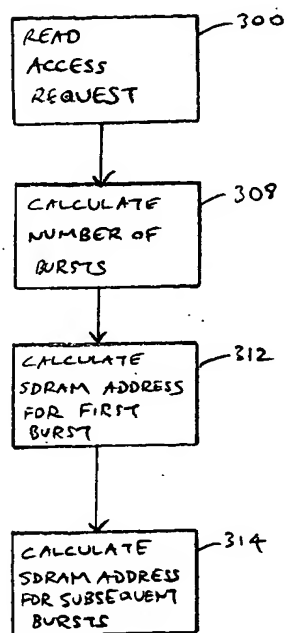 READ
ACCESS
REQUEST
300
CALCULATE
NUMBER OF
BURSTS
308
CALCULATE
SDRAM ADDRESS
FOR FIRST
BURST
312
CALCULATE
SDRAM ADDRESS
FOR SUBSEQUENT
BURSTS
314